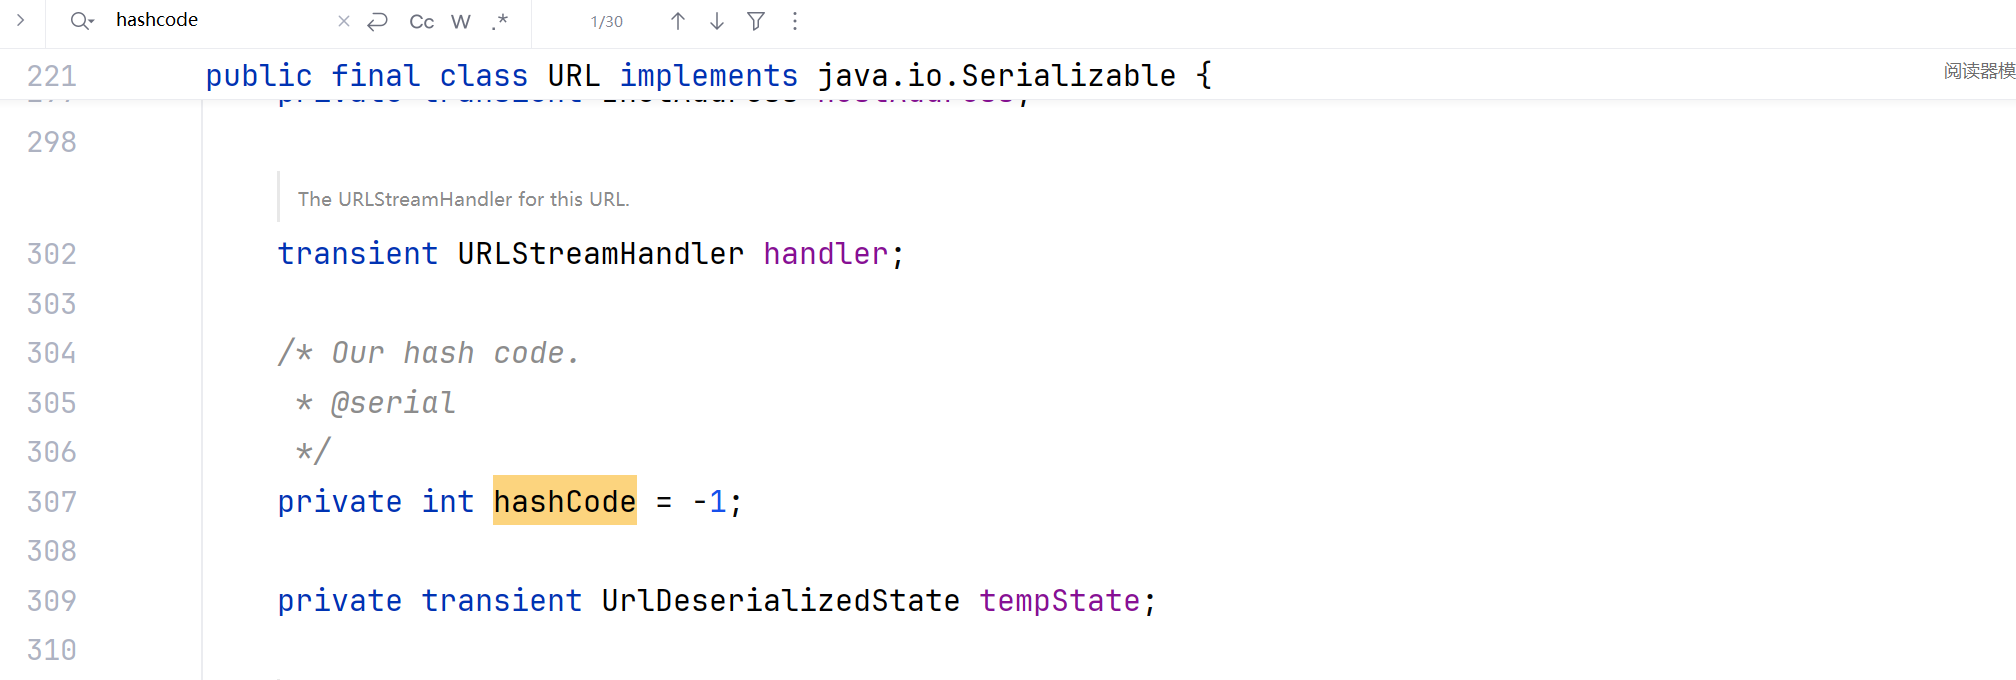 hashcode
Cc W .* 1/30
221 public final class URL implements java.io.Serializable {
阅读器模
298
The URLStreamHandler for this URL.
302 transient URLStreamHandler handler;
303
304 /* Our hash code.
305 * @serial
306 */
307 private int hashCode = -1;
308
309 private transient UrlDeserializedState tempState;
310